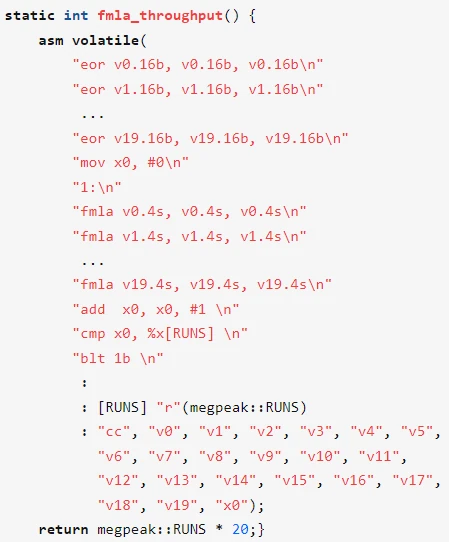 static int fmla_throughput() {
    asm volatile(
        "eor v0.16b, v0.16b, v0.16b\n"
        "eor v1.16b, v1.16b, v1.16b\n"
         ...
        "eor v19.16b, v19.16b, v19.16b\n"
        "mov x0, #0\n"
        "1:\n"
        "fmla v0.4s, v0.4s, v0.4s\n"
        "fmla v1.4s, v1.4s, v1.4s\n"
        ...
        "fmla v19.4s, v19.4s, v19.4s\n"
        "add  x0, x0, #1 \n"
        "cmp x0, %x[RUNS] \n"
        "blt 1b \n"
         :
         : [RUNS] "r"(megpeak::RUNS)
         : "cc", "v0", "v1", "v2", "v3", "v4", "v5",
           "v6", "v7", "v8", "v9", "v10", "v11",
           "v12", "v13", "v14", "v15", "v16", "v17",
           "v18", "v19", "x0");
    return megpeak::RUNS * 20;}